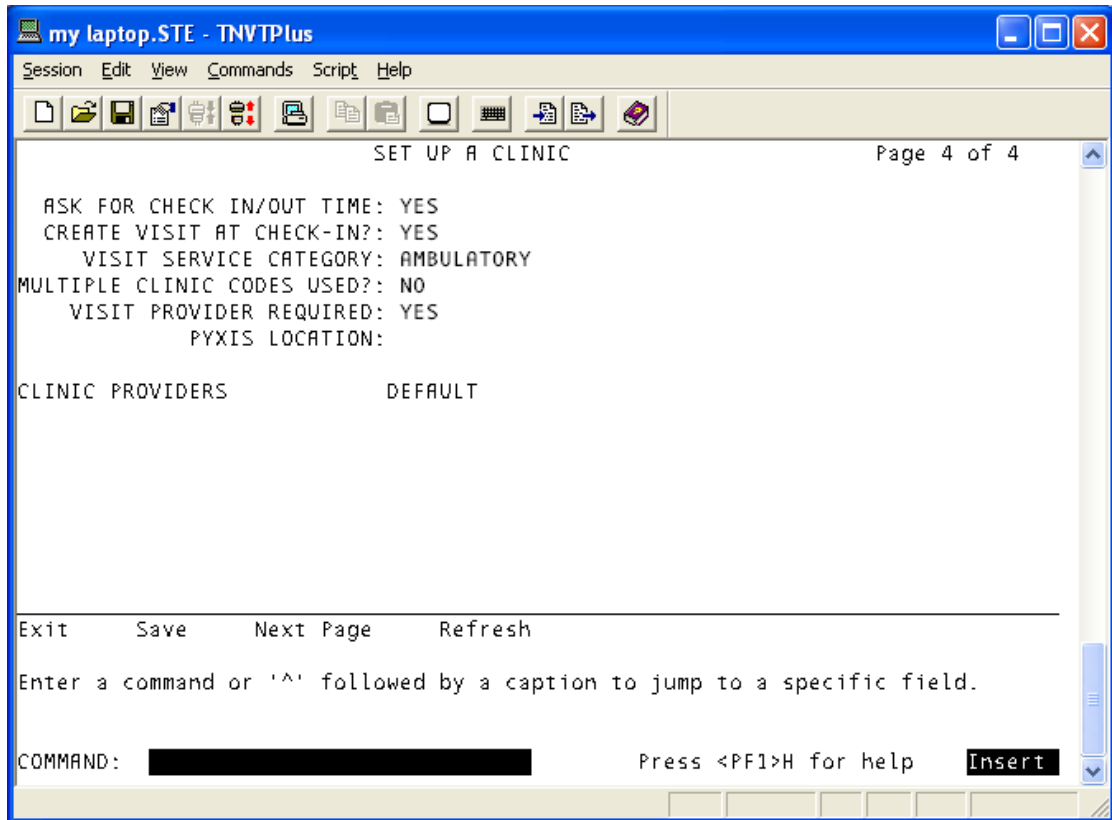 my laptop.STE - TNVTPlus
Session Edit View Commands Script Help
SET UP A CLINIC Page 4 of 4
ASK FOR CHECK IN/OUT TIME: YES
CREATE VISIT AT CHECK-IN?: YES
VISIT SERVICE CATEGORY: AMBULATORY
MULTIPLE CLINIC CODES USED?: NO
VISIT PROVIDER REQUIRED: YES
PYXIS LOCATION:
CLINIC PROVIDERS DEFAULT
Exit Save Next Page Refresh
Enter a command or '^' followed by a caption to jump to a specific field.
COMMAND: Press <PF1>H for help Insert